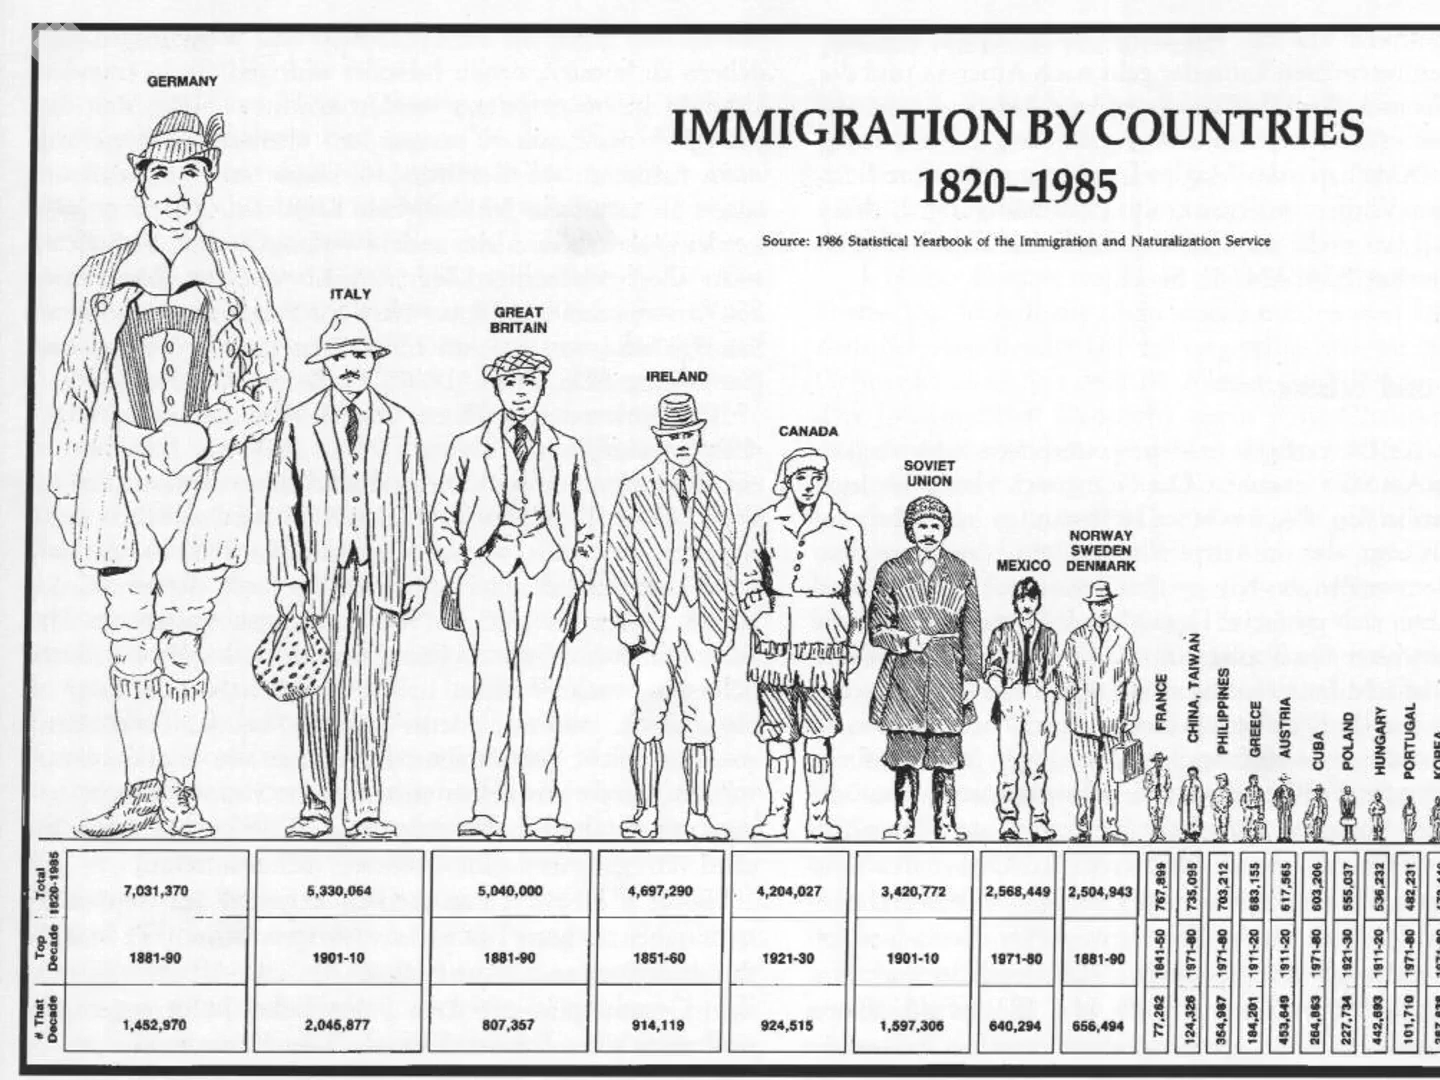 IMMIGRATION BY COUNTRIES
1820–1985
Source: 1986 Statistical Yearbook of the Immigration and Naturalization Service
GERMANY
ITALY
GREAT
BRITAIN
IRELAND
CANADA
SOVIET
UNION
MEXICO
NORWAY
SWEDEN
DENMARK
FRANCE
CHINA, TAIWAN
PHILIPPINES
GREECE
AUSTRIA
CUBA
POLAND
HUNGARY
PORTUGAL
KOREA
Total
1820-1985
7,031,370 5,330,064 5,040,000 4,697,290 4,204,027 3,420,772 2,568,449 2,504,943 767,899 735,095 703,212 683,155 617,563 603,206 555,037 536,232 482,231
Top
Decade
1881-90 1901-10 1881-90 1851-60 1921-30 1901-10 1971-80 1881-90 1841-50 1971-80 1971-80 1911-20 1911-20 1971-80 1921-30 1911-20 1971-80
# That
Decade
1,452,970 2,045,877 807,357 914,119 924,515 1,597,306 640,294 656,494 77,262 124,326 354,987 184,201 453,649 264,863 227,734 442,693 101,710